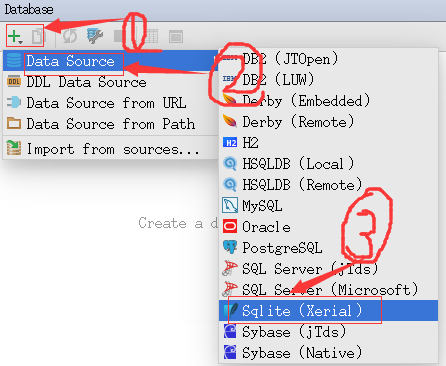 Database
1
Data Source
DDL Data Source
Data Source from URL
Data Source from Path
Import from sources...
Create a d
2
DB2 (JTOpen)
DB2 (LUW)
Derby (Embedded)
Derby (Remote)
H2
HSQLDB (Local)
HSQLDB (Remote)
MySQL
Oracle
PostgreSQL
3
SQL Server (jTds)
SQL Server (Microsoft)
Sqlite (Xerial)
Sybase (jTds)
Sybase (Native)